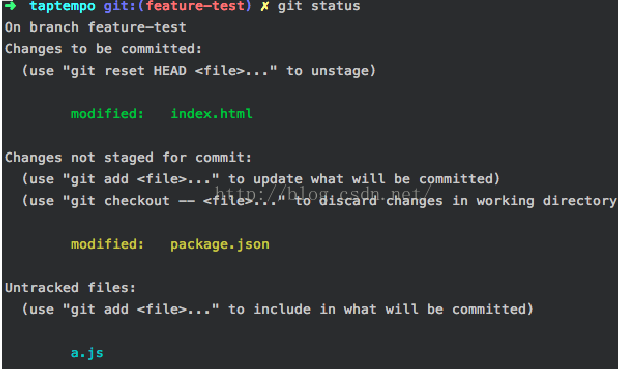 ➜ taptempo git:(feature-test) ✗ git status
On branch feature-test
Changes to be committed:
(use "git reset HEAD <file>..." to unstage)
modified: index.html
Changes not staged for commit:
(use "git add <file>..." to update what will be committed)
http://blog.csdn.net/
(use "git checkout -- <file>..." to discard changes in working directory
modified: package.json
Untracked files:
(use "git add <file>..." to include in what will be committed)
a.js